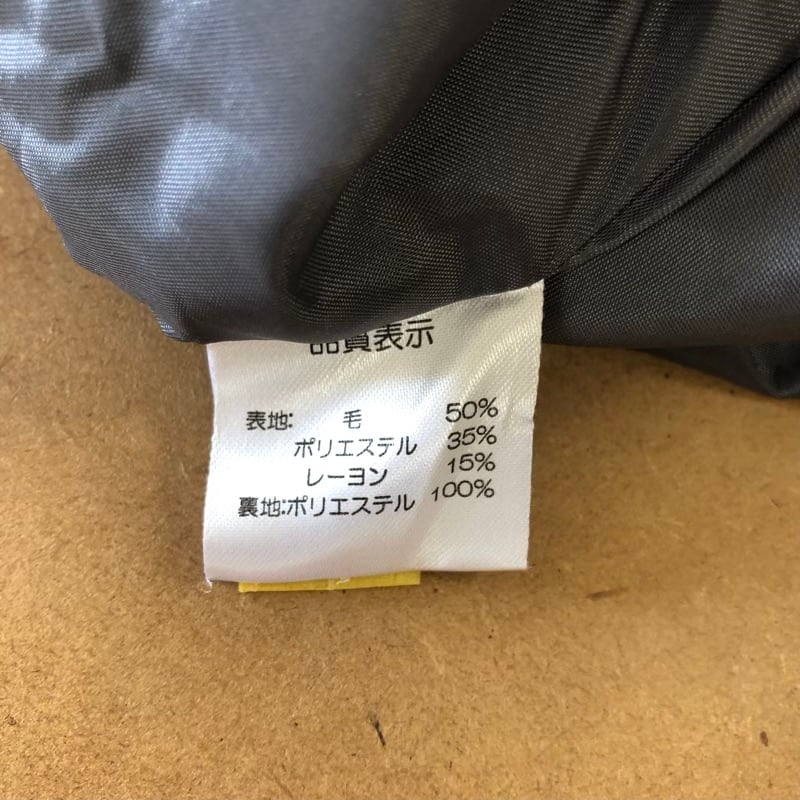 品質表示
表地: 毛 50%
ポリエステル 35%
レーヨン 15%
裏地:ポリエステル 100%